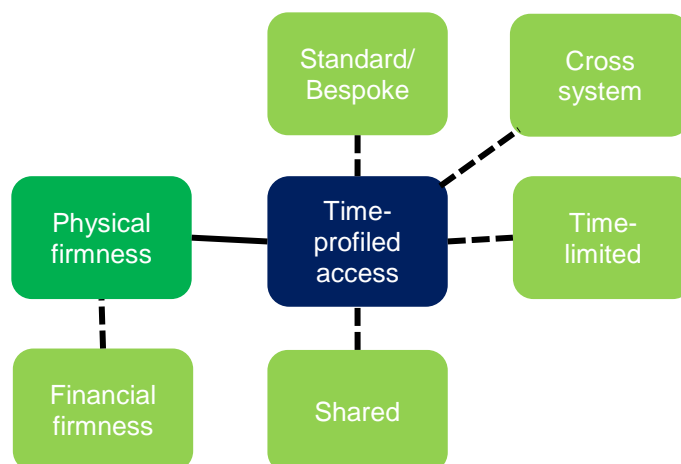 Standard/
Bespoke
Cross
system
Physical
firmness
Time-
profiled
access
Time-
limited
Financial
firmness
Shared